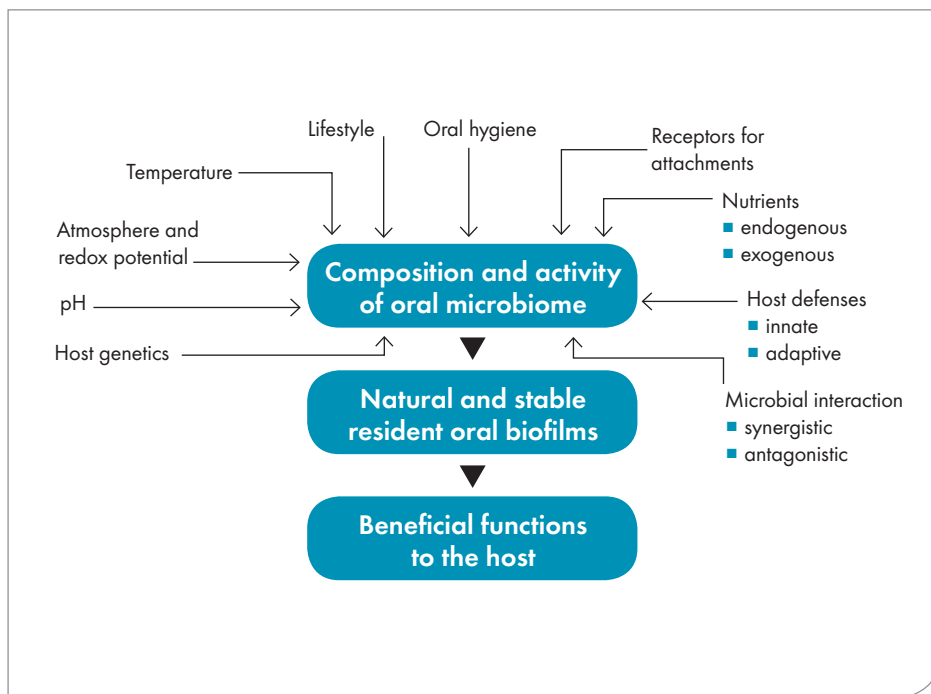 Lifestyle
Oral hygiene
Receptors for
attachments
Temperature
Nutrients
endogenous
exogenous
Atmosphere and
redox potential
Composition and activity
of oral microbiome
pH
Host defenses
innate
adaptive
Host genetics
Microbial interaction
synergistic
antagonistic
Natural and stable
resident oral biofilms
Beneficial functions
to the host